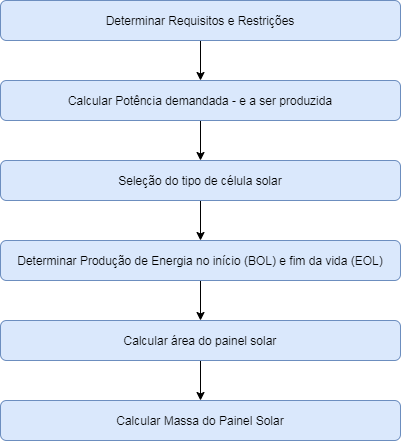 Determinar Requisitos e Restrições
Calcular Potência demandada - e a ser produzida
Seleção do tipo de célula solar
Determinar Produção de Energia no início (BOL) e fim da vida (EOL)
Calcular área do painel solar
Calcular Massa do Painel Solar